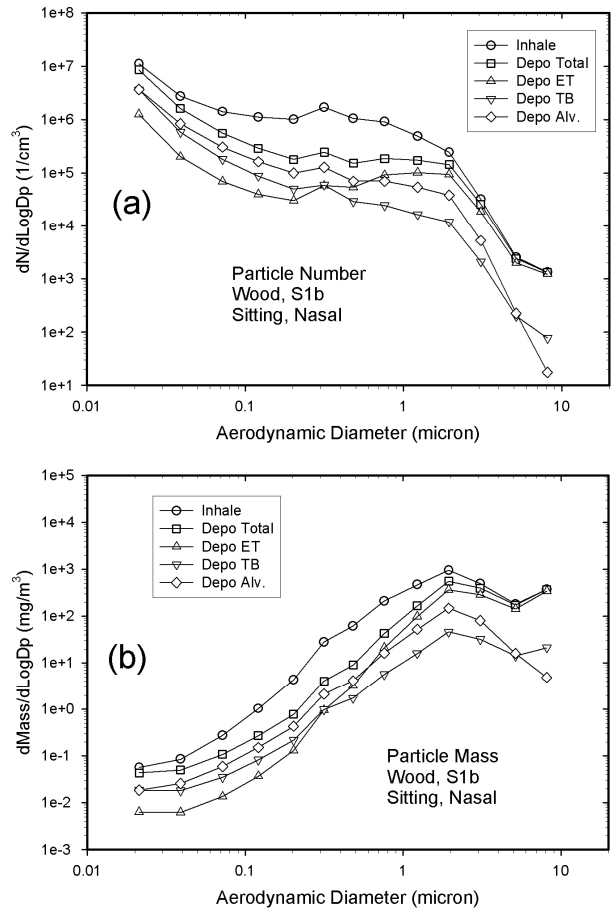 1e+8
1e+7
1e+6
1e+5
1e+4
1e+3
1e+2
1e+1
dN/dLogDp (1/cm³)
Inhale
Depo Total
Depo ET
Depo TB
Depo Alv.
(a)
Particle Number
Wood, S1b
Sitting, Nasal
0.01 0.1 1 10
Aerodynamic Diameter (micron)
1e+5
1e+4
1e+3
1e+2
1e+1
1e+0
1e-1
1e-2
1e-3
dMass/dLogDp (mg/m³)
Inhale
Depo Total
Depo ET
Depo TB
Depo Alv.
(b)
Particle Mass
Wood, S1b
Sitting, Nasal
0.01 0.1 1 10
Aerodynamic Diameter (micron)